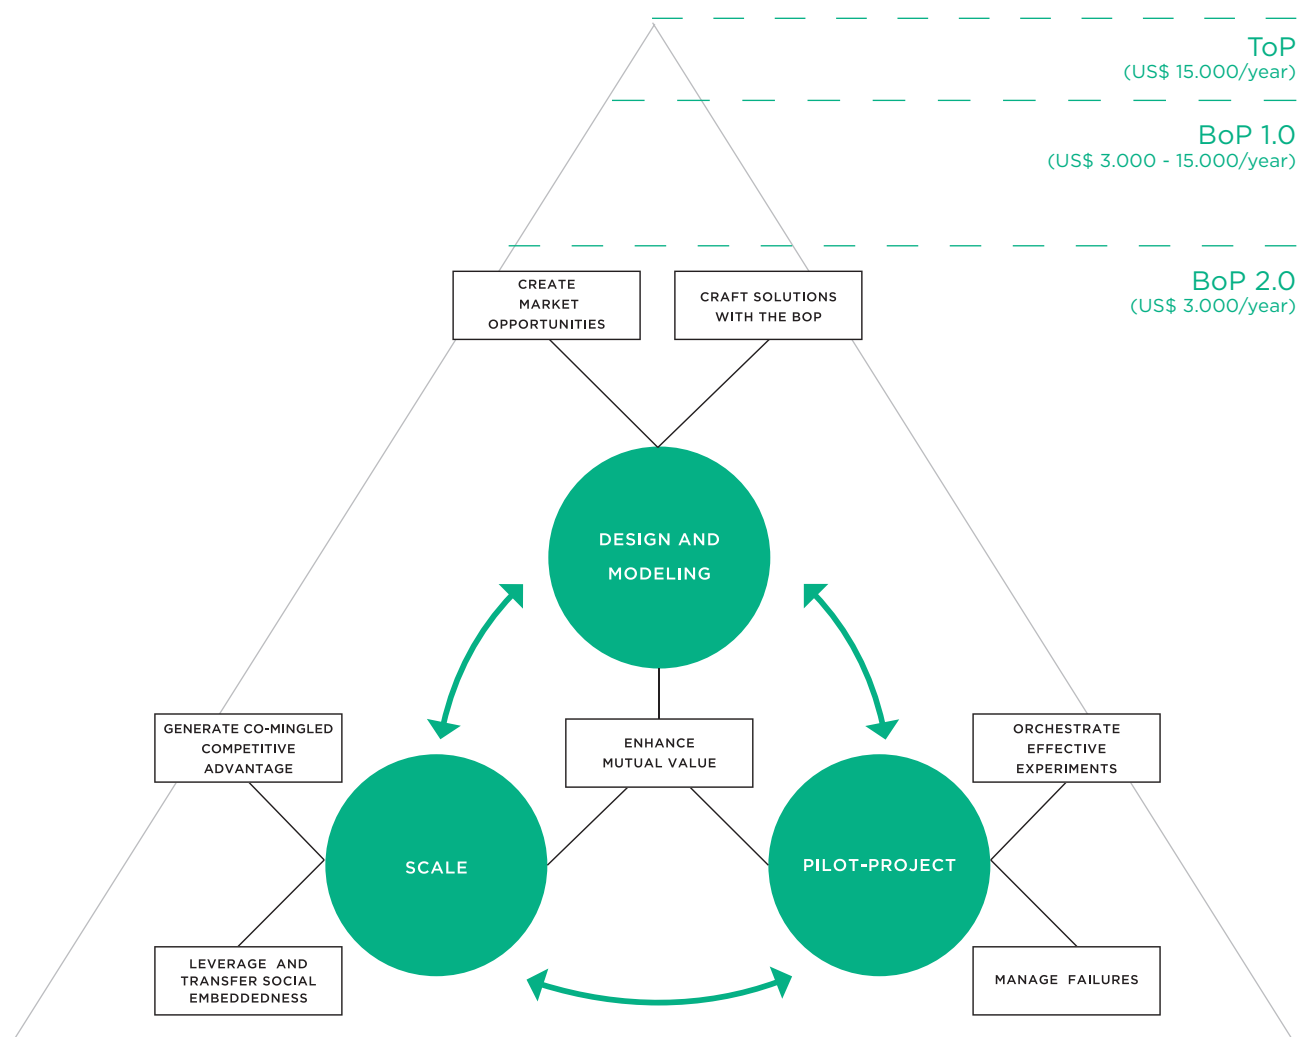 ToP
(US$ 15.000/year)
BoP 1.0
(US$ 3.000 - 15.000/year)
BoP 2.0
(US$ 3.000/year)
CREATE
MARKET
OPPORTUNITIES
CRAFT SOLUTIONS
WITH THE BOP
DESIGN AND
MODELING
GENERATE CO-MINGLED
COMPETITIVE
ADVANTAGE
ENHANCE
MUTUAL VALUE
ORCHESTRATE
EFFECTIVE
EXPERIMENTS
SCALE
PILOT-PROJECT
LEVERAGE AND
TRANSFER SOCIAL
EMBEDDEDNESS
MANAGE FAILURES